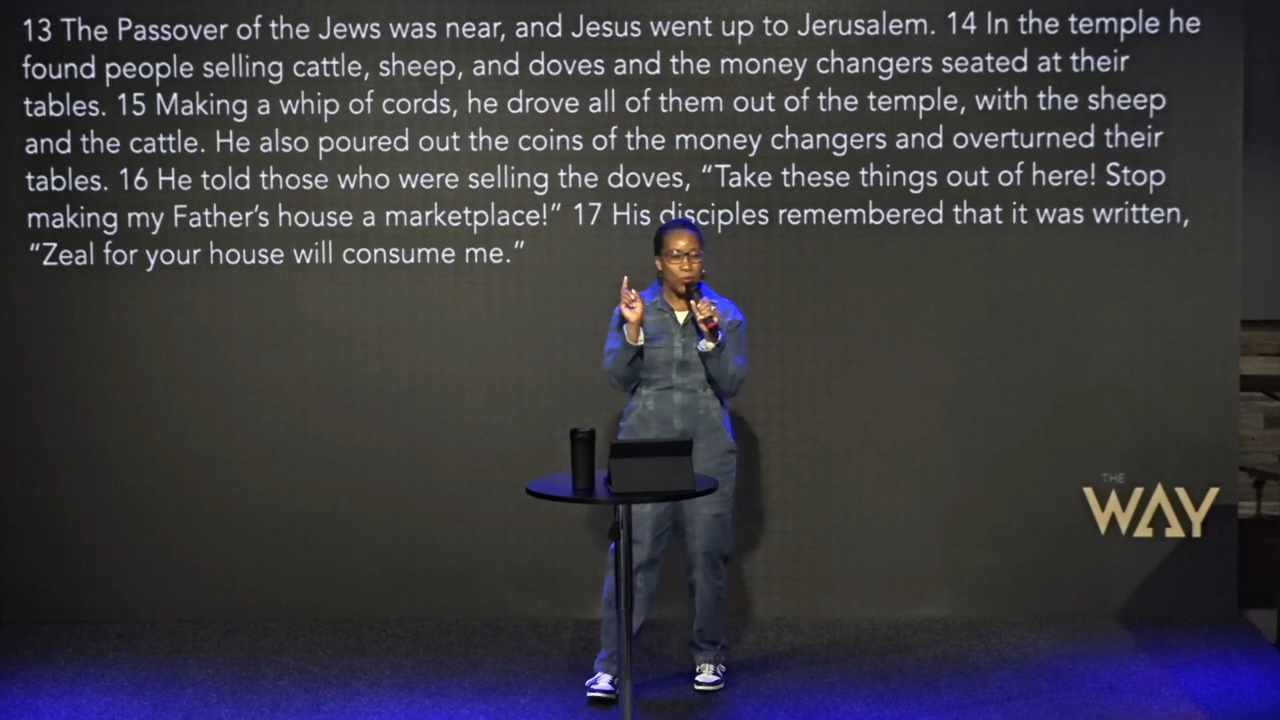 13 The Passover of the Jews was near, and Jesus went up to Jerusalem. 14 In the temple he
found people selling cattle, sheep, and doves and the money changers seated at their
tables. 15 Making a whip of cords, he drove all of them out of the temple, with the sheep
and the cattle. He also poured out the coins of the money changers and overturned their
tables. 16 He told those who were selling the doves, “Take these things out of here! Stop
making my Father’s house a marketplace!” 17 His disciples remembered that it was written,
“Zeal for your house will consume me.”
THE
WAY